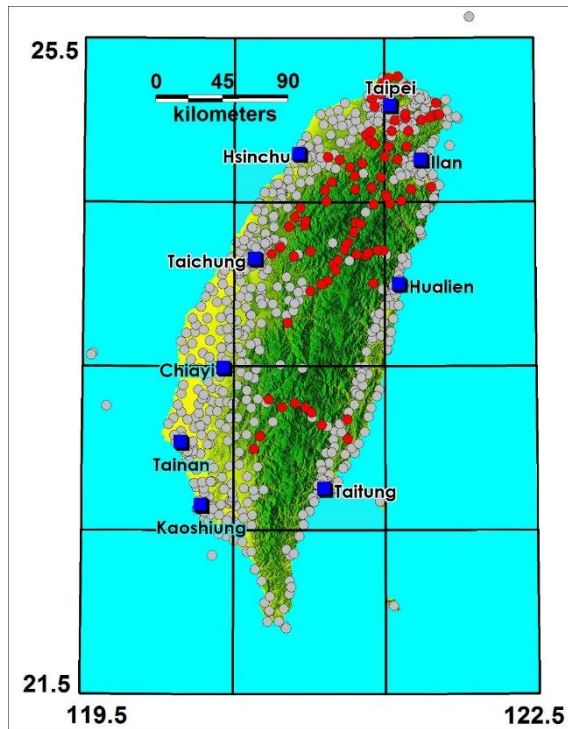 25.5
0 45 90
kilometers
Taipei
Hsinchu
Ilan
Taichung
Hualien
Chiayi
Tainan
Taitung
Kaoshiung
21.5
119.5 122.5